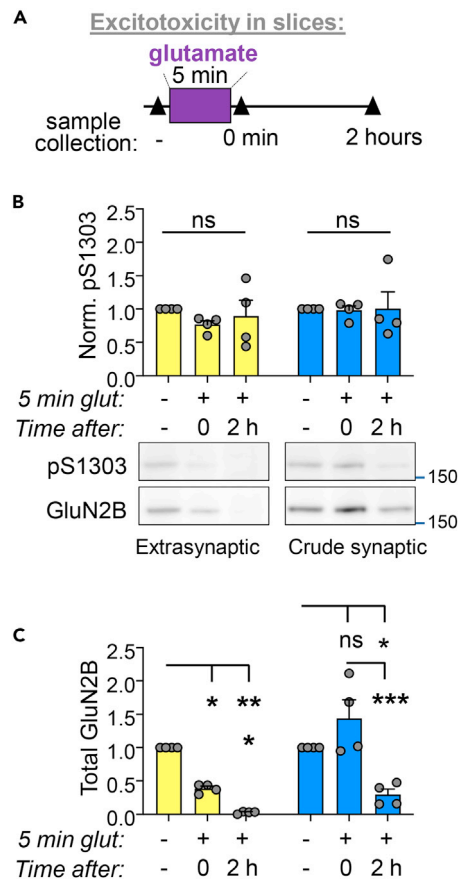 A
Excitotoxicity in slices:
glutamate
5 min
sample
collection:
- 0 min 2 hours
B
Norm. pS1303
2.5
2.0
1.5
1.0
0.5
0.0
ns ns
5 min glut: - + + - + +
Time after: - 0 2 h - 0 2 h
pS1303
150
GluN2B
150
Extrasynaptic Crude synaptic
C
Total GluN2B
2.5
2.0
1.5
1.0
0.5
0.0
* ** *
ns *
***
5 min glut: - + + - + +
Time after: - 0 2 h - 0 2 h